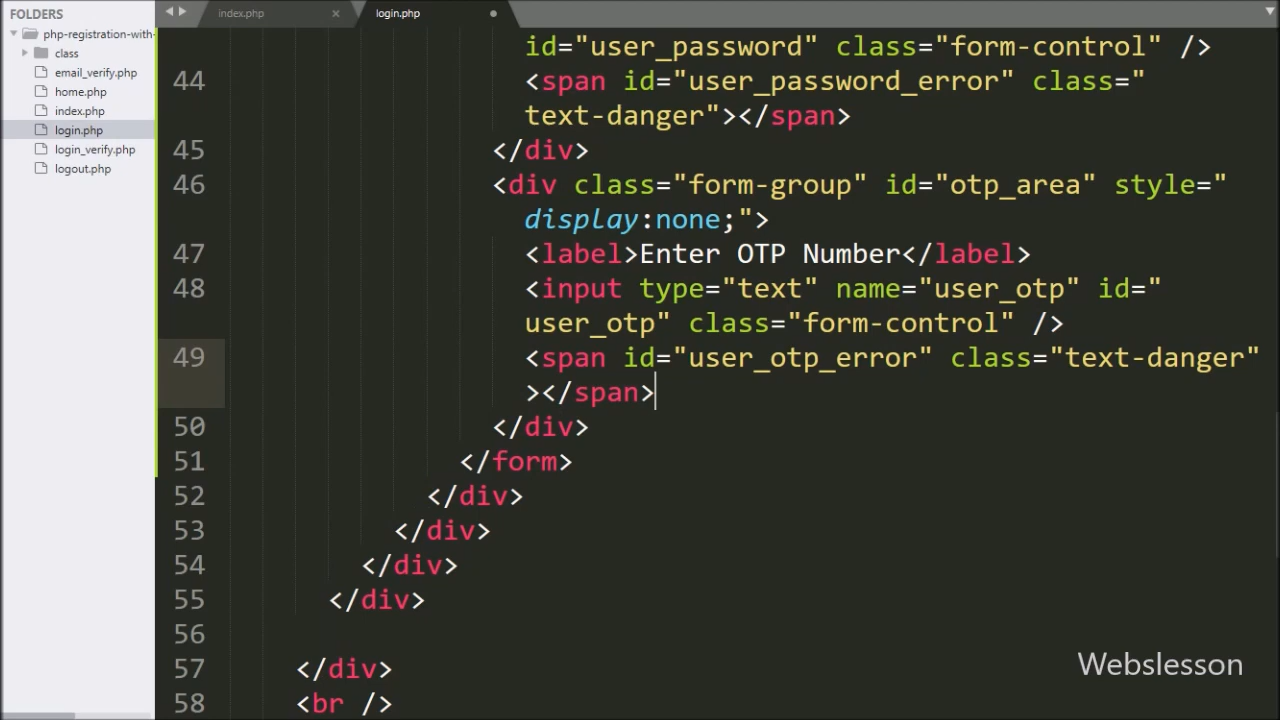 FOLDERS
php-registration-with-
class
email_verify.php
home.php
index.php
login.php
login_verify.php
logout.php
index.php
login.php
id="user_password" class="form-control" />
44 <span id="user_password_error" class="
text-danger"></span>
45 </div>
46 <div class="form-group" id="otp_area" style="
display:none;">
47 <label>Enter OTP Number</label>
48 <input type="text" name="user_otp" id="
user_otp" class="form-control" />
49 <span id="user_otp_error" class="text-danger"
></span>
50 </div>
51 </form>
52 </div>
53 </div>
54 </div>
55 </div>
56
57 </div>
58 <br />
Webslesson